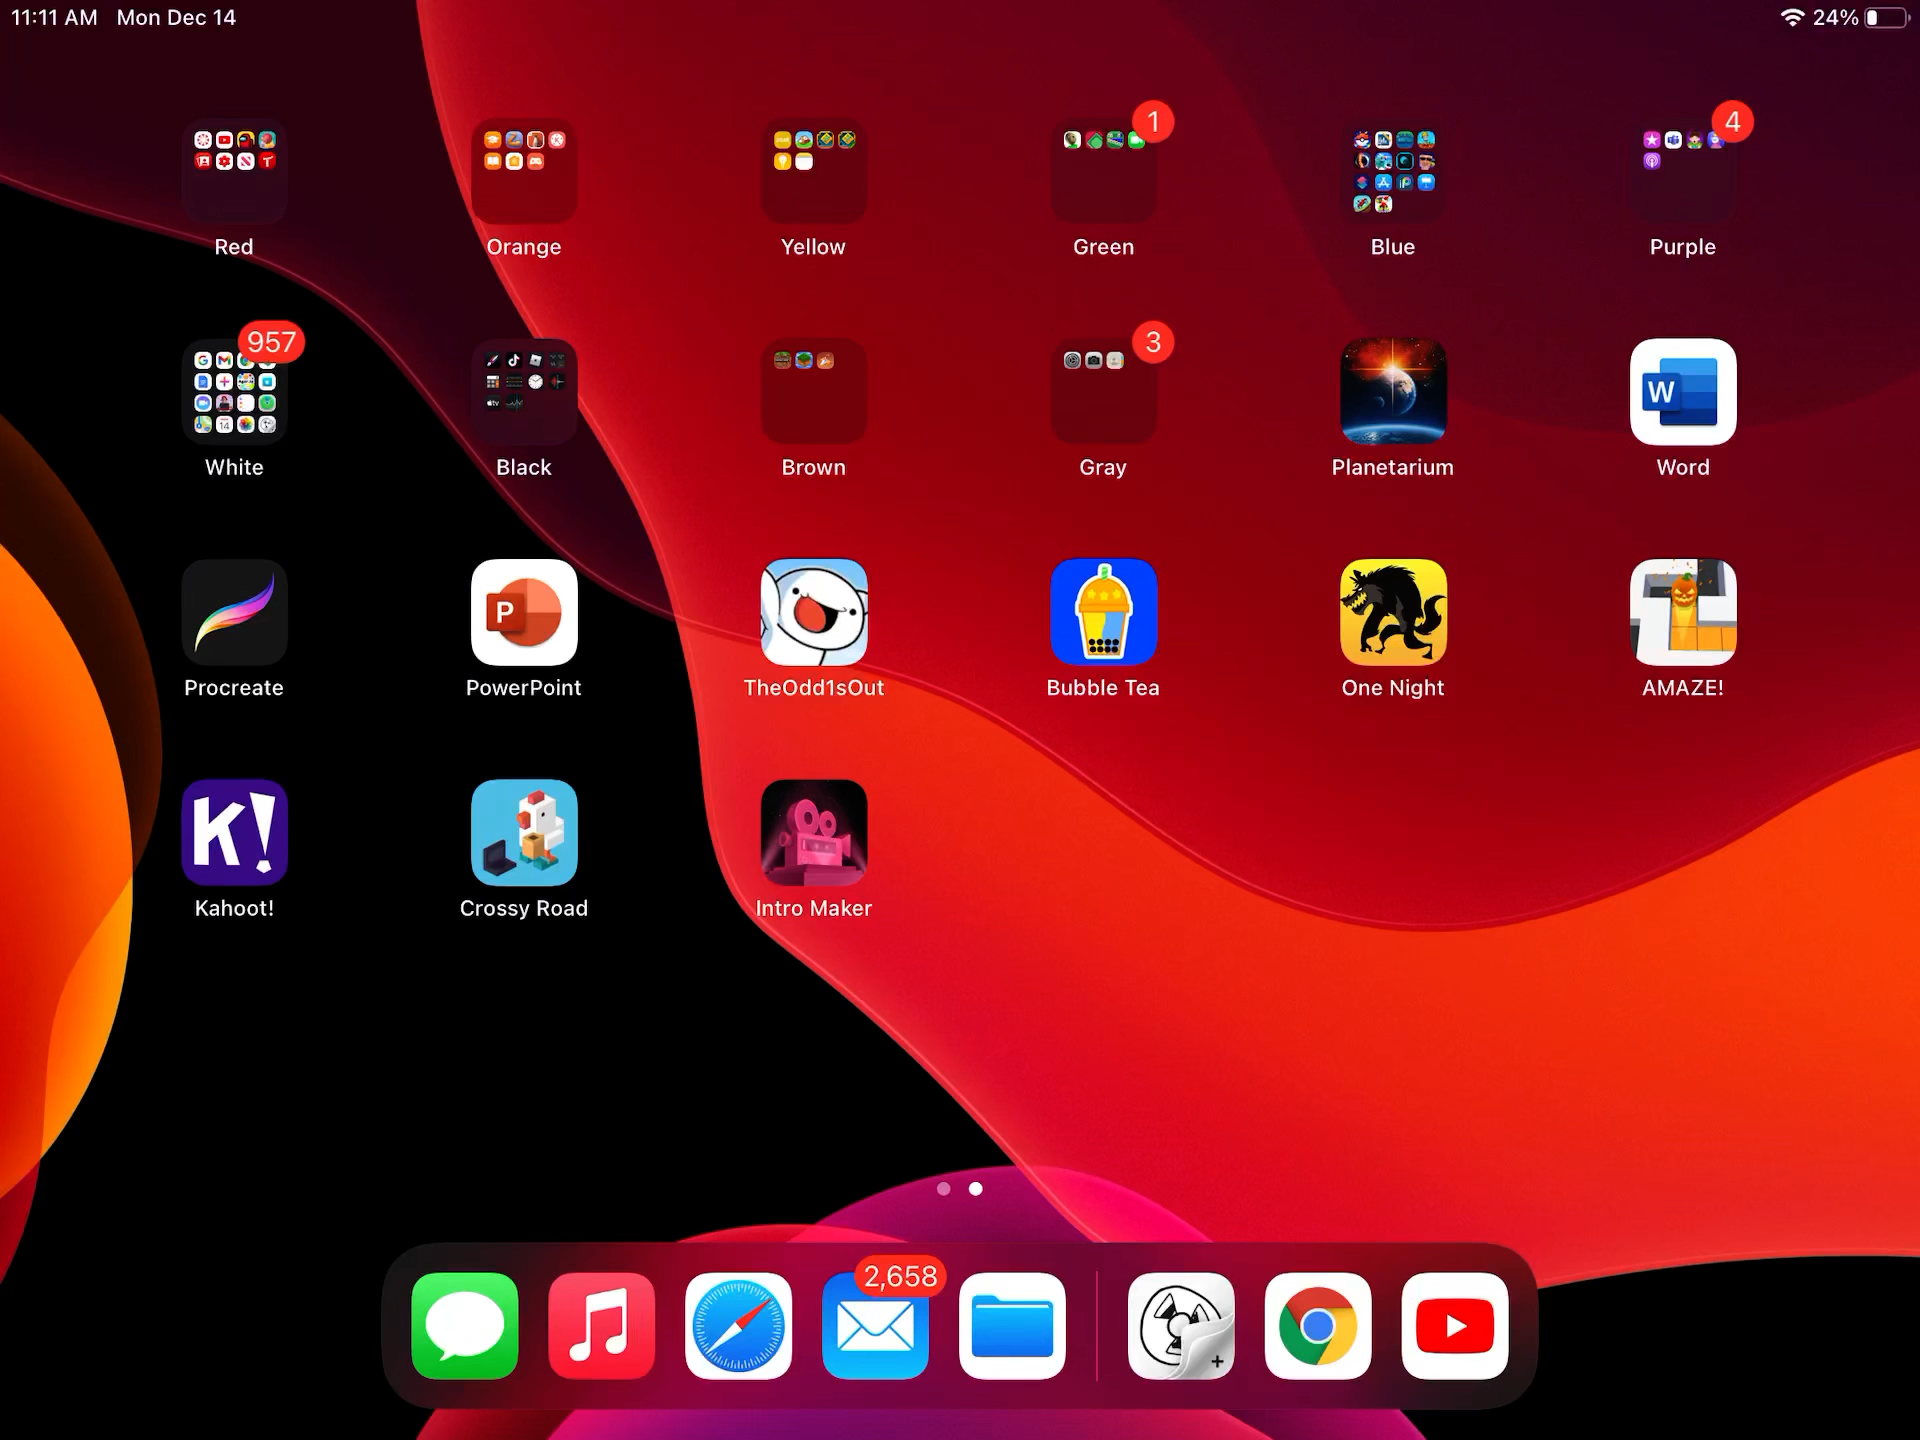 11:11 AM Mon Dec 14
24%
1
4
Red
Orange
Yellow
Green
Blue
Purple
957
3
W
White
Black
Brown
Gray
Planetarium
Word
P
Procreate
PowerPoint
TheOdd1sOut
Bubble Tea
One Night
AMAZE!
K!
Kahoot!
Crossy Road
Intro Maker
2,658